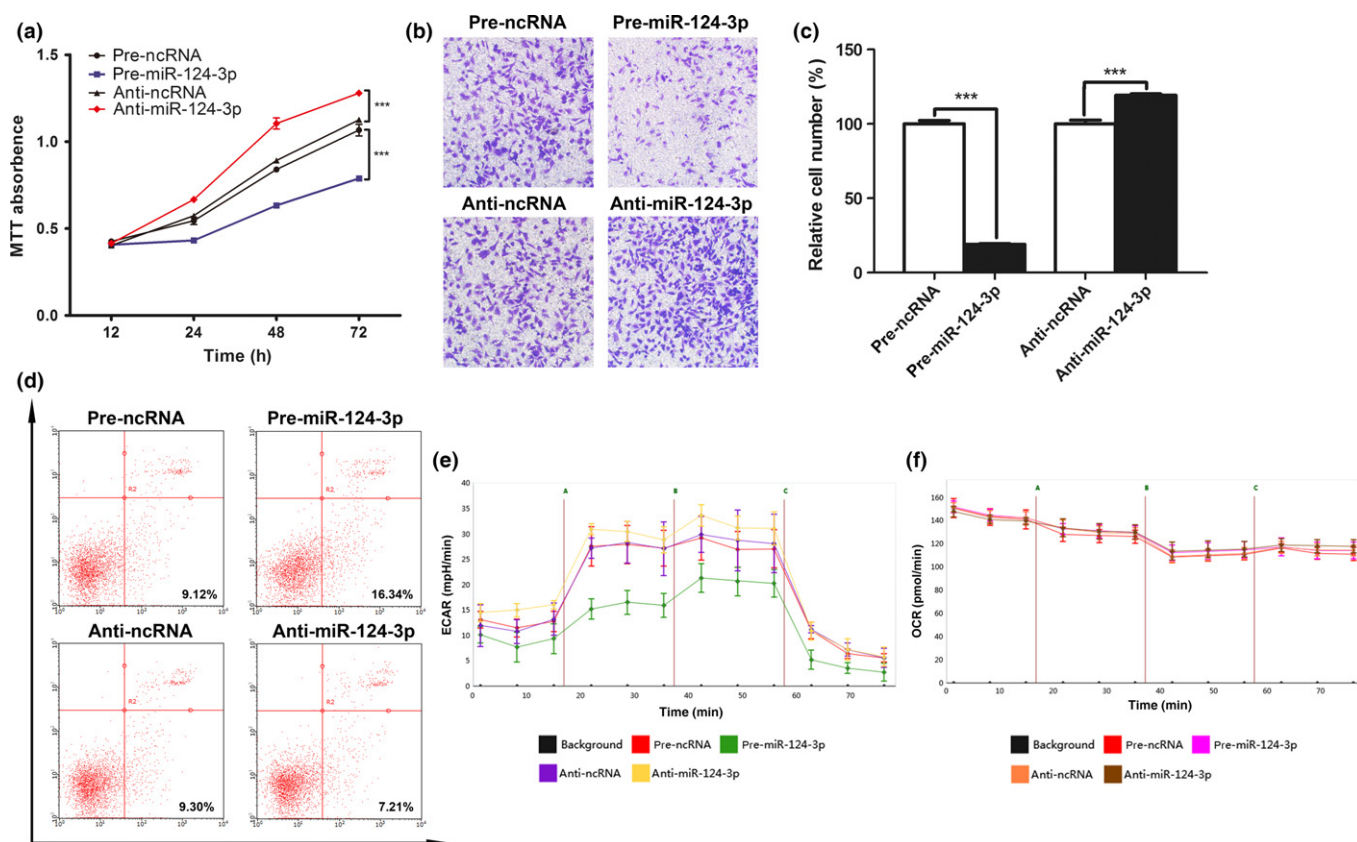 (a)
1.5
1.0
0.5
0.0
MTT absorbence
Pre-ncRNA
Pre-miR-124-3p
Anti-ncRNA
Anti-miR-124-3p
***
***
12 24 48 72
Time (h)
(b)
Pre-ncRNA Pre-miR-124-3p
Anti-ncRNA Anti-miR-124-3p
(c)
150
100
50
0
Relative cell number (%)
***
***
Pre-ncRNA
Pre-miR-124-3p
Anti-ncRNA
Anti-miR-124-3p
(d)
Pre-ncRNA Pre-miR-124-3p
R2 R2
9.12% 16.34%
Anti-ncRNA Anti-miR-124-3p
R2 R2
9.30% 7.21%
(e)
A B C
40
35
30
25
20
15
10
5
0
ECAR (mpH/min)
0 10 20 30 40 50 60 70
Time (min)
Background Pre-ncRNA Pre-miR-124-3p
Anti-ncRNA Anti-miR-124-3p
(f)
A B C
160
140
120
100
80
60
40
20
0
OCR (pmol/min)
0 10 20 30 40 50 60 70
Time (min)
Background Pre-ncRNA Pre-miR-124-3p
Anti-ncRNA Anti-miR-124-3p